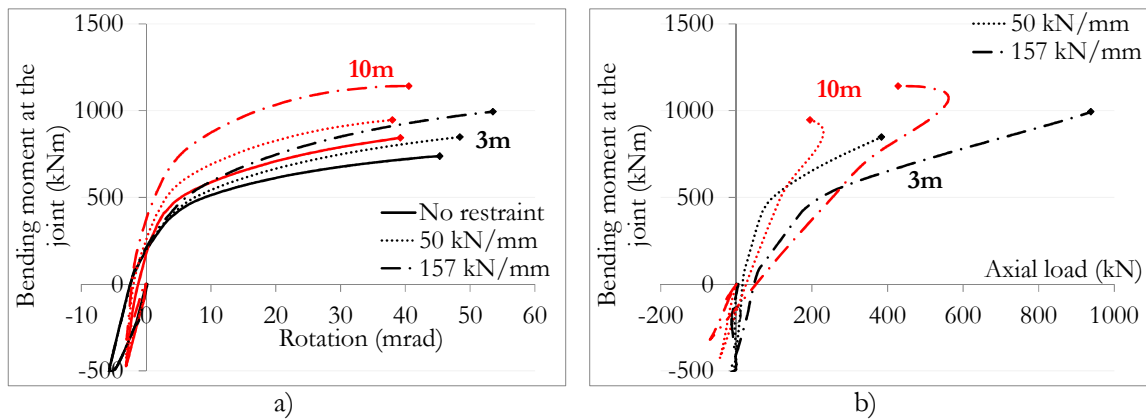 1500
1000
500
0
-500
-10
0
10
20
30
40
50
60
Bending moment at the
joint (kNm)
Rotation (mrad)
10m
3m
No restraint
50 kN/mm
157 kN/mm
a)
1500
1000
500
0
-500
-200
0
200
400
600
800
1000
Bending moment at the
joint (kNm)
Axial load (kN)
10m
3m
50 kN/mm
157 kN/mm
b)